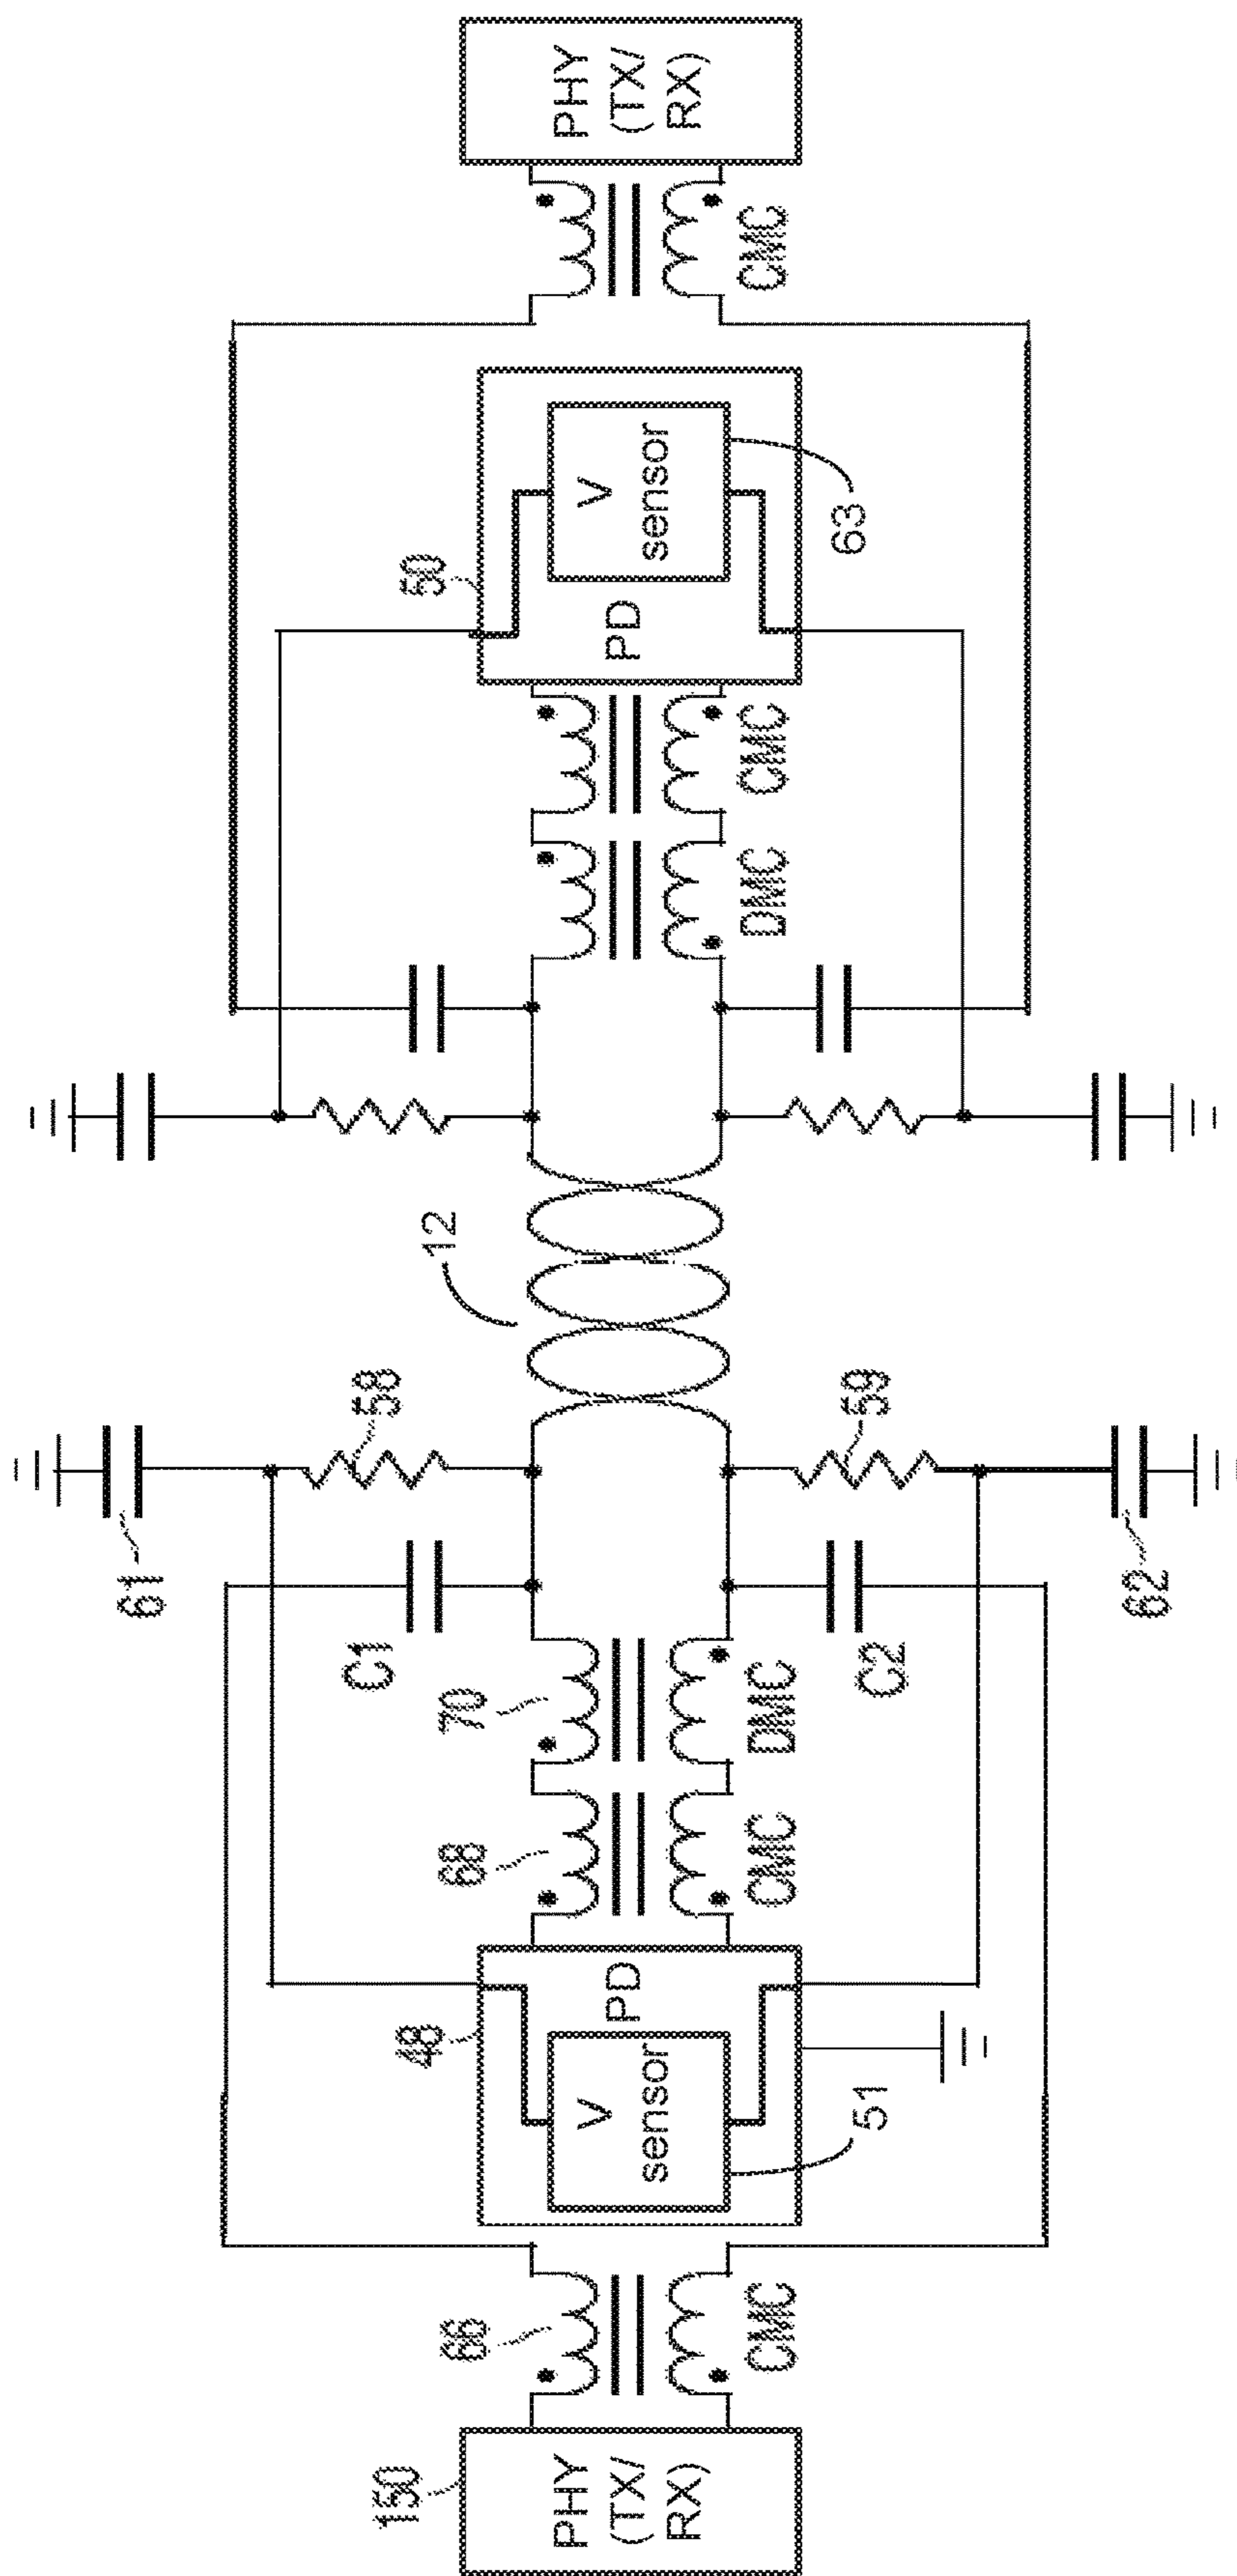 61
58
C1
12
50
150
PHY
(TX/
RX)
66
CMC
48
V
sensor
PD
51
68
CMC
70
DMC
DMC
CMC
PD
V
sensor
63
CMC
PHY
(TX/
RX)
C2
59
62